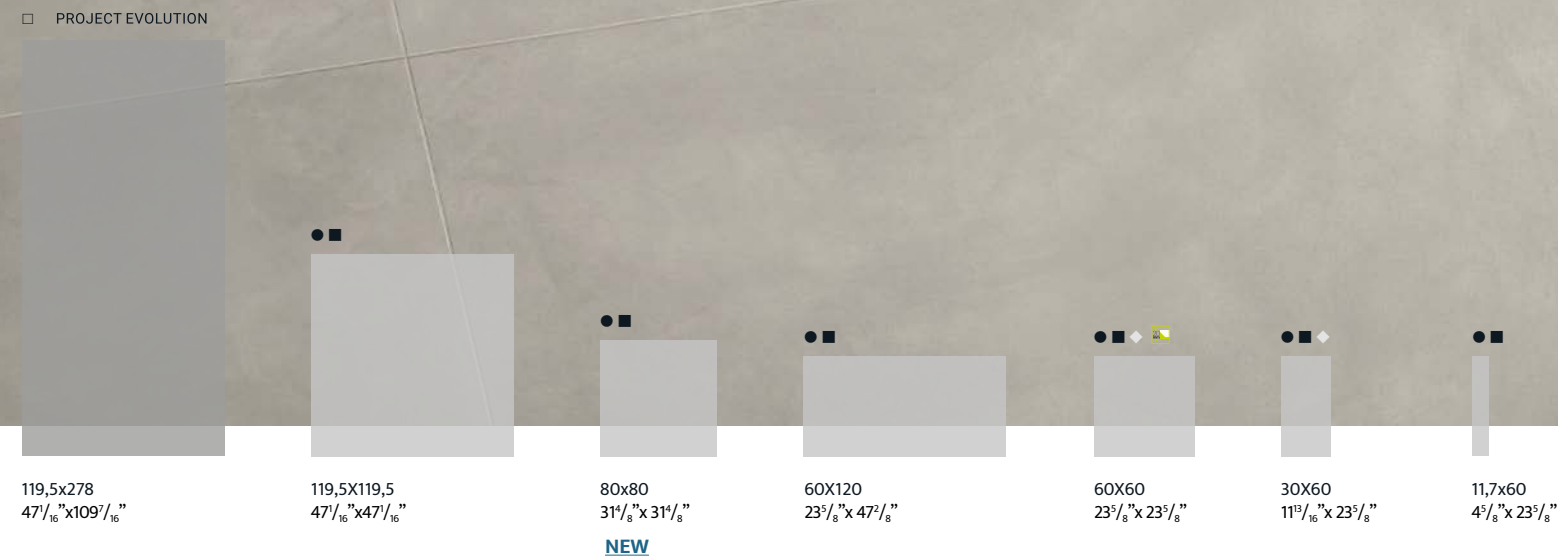 PROJECT EVOLUTION
119,5x278
47¹/₁₆”x109⁷/₁₆”
119,5X119,5
47¹/₁₆”x47¹/₁₆”
80x80
31⁴/₈”x 31⁴/₈”
NEW
60X120
23⁵/₈”x 47²/₈”
60X60
23⁵/₈”x 23⁵/₈”
30X60
11¹³/₁₆”x 23⁵/₈”
11,7x60
4⁵/₈”x 23⁵/₈”